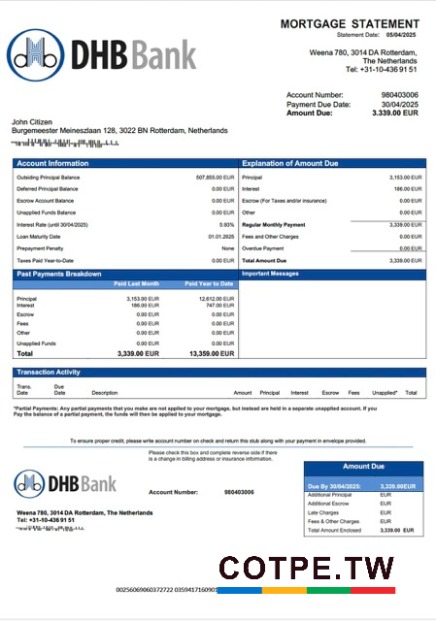 DHB Bank
MORTGAGE STATEMENT
Statement Date: 05/04/2025
Weena 780, 3014 DA Rotterdam,
The Netherlands
Tel: +31-10-436 91 51
Account Number: 980403006
Payment Due Date: 30/04/2025
Amount Due: 3.339.00 EUR
John Citizen
Burgemeester Meineszlaan 128, 3022 BN Rotterdam, Netherlands
Account Information
Outsiding Principal Balance 507,850.00 EUR
Deferred Principal Balance 0.00 EUR
Escrow Account Balance 0.00 EUR
Unapplied Funds Balance 0.00 EUR
Interest Rate (until 30/04/2025) 5.93%
Loan Maturity Date 01.01.2025
Prepayment Penalty None
Taxes Paid Year-to-Date 0.00 EUR
Explanation of Amount Due
Principal 3,153.00 EUR
Interest 186.00 EUR
Escrow (For Taxes and/or insurance) 0.00 EUR
Other 0.00 EUR
Regular Monthly Payment 3,339.00 EUR
Fees and Other Charges 0.00 EUR
Overdue Payment 0.00 EUR
Total Amount Due 3,339.00 EUR
Past Payments Breakdown
Paid Last Month Paid Year to Date
Principal 3,153.00 EUR 12,612.00 EUR
Interest 186.00 EUR 747.00 EUR
Escrow 0.00 EUR 0.00 EUR
Fees 0.00 EUR 0.00 EUR
Other 0.00 EUR 0.00 EUR
Unapplied Funds 0.00 EUR 0.00 EUR
Total 3,339.00 EUR 13,359.00 EUR
Important Messages
Transaction Activity
Trans. Date Due Date Description Amount Principal Interest Escrow Fees Unapplied* Total
*Partial Payments: Any partial payments that you make are not applied to your mortgage, but instead are held in a separate unapplied account. If you
Pay the balance of a partial payment, the funds will then be applied to your mortgage.
To ensure proper credit, please write account number on check and return this stub along with your payment in envelope provided.
Please check this box and complete reverse side if there
is a change in billing address or insurance information.
DHB Bank
Account Number: 980403006
Weena 780, 3014 DA Rotterdam, The Netherlands
Tel: +31-10-436 91 51
Amount Due
Due By 30/04/2025: 3,339.00EUR
Additional Principal EUR
Additional Escrow EUR
Late Charges EUR
Fees & Other Charges EUR
Total Amount Enclosed 3,339.00 EUR
COTPE.TW